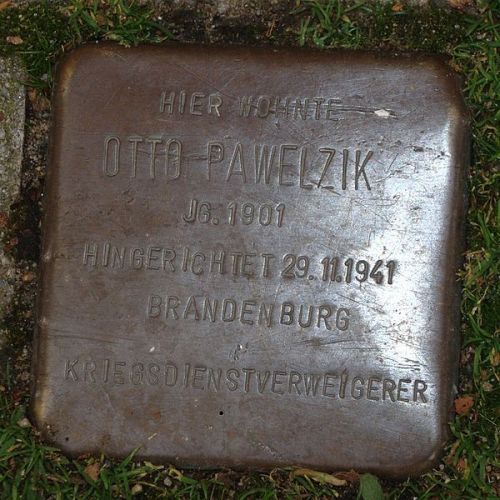 HIER WOHNTE
OTTO PAWELZIK
JG. 1901
HINGERICHTET 29.11.1941
BRANDENBURG
KRIEGSDIENSTVERWEIGERER